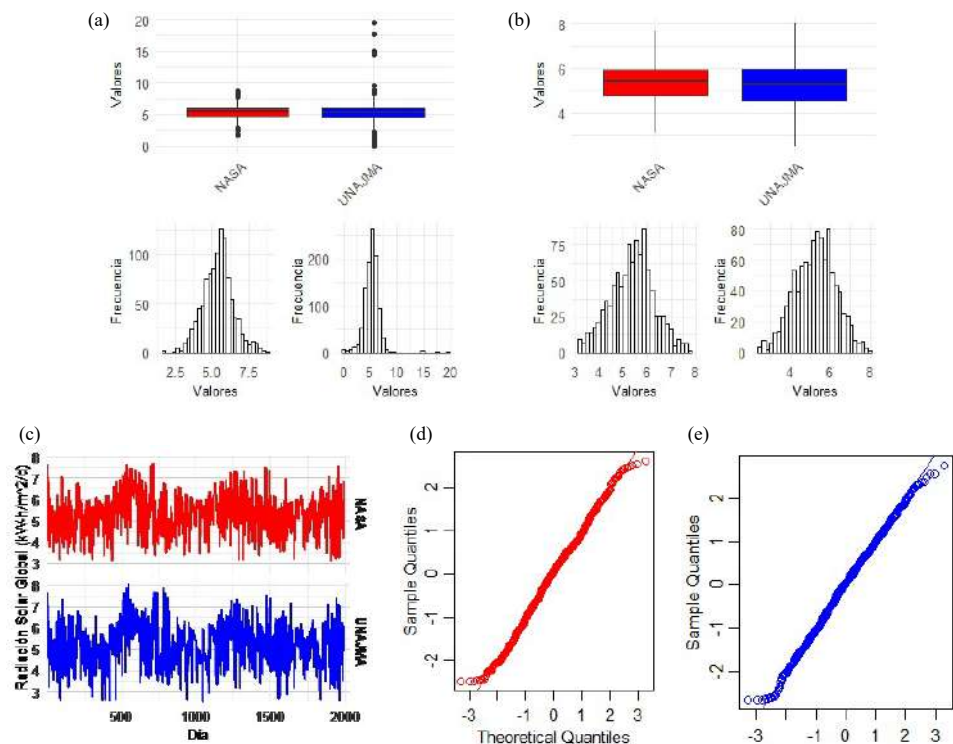 (a)
20
15
10
5
0
Valores
NASA
UNAJMA
(b)
8
6
4
Valores
NASA
UNAJMA
100
50
0
Frecuencia
2.5 5.0 7.5
Valores
200
100
0
Frecuencia
0 5 10 15 20
Valores
75
50
25
0
Frecuencia
3 4 5 6 7 8
Valores
80
60
40
20
0
Frecuencia
4 6 8
Valores
(c)
Radiación Solar Global (kW-h/m^2/d)
8
7
6
5
4
3
NASA
8
7
6
5
4
3
UNAJMA
500 1000 1500 2000
Dia
(d)
Sample Quantiles
2
1
0
-1
-2
-3 -2 -1 0 1 2 3
Theoretical Quantiles
(e)
Sample Quantiles
2
1
0
-1
-2
-3 -2 -1 0 1 2 3